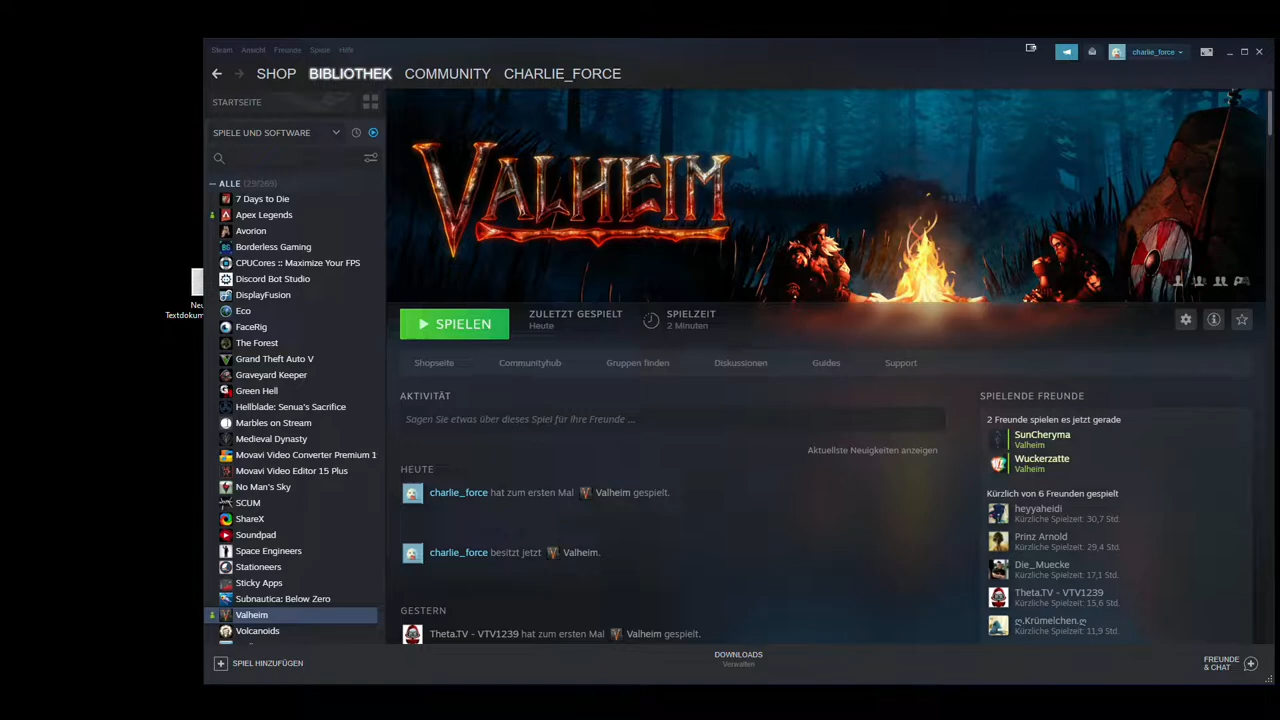 Steam Ansicht Freunde Spiele Hilfe
charlie_force
SHOP BIBLIOTHEK COMMUNITY CHARLIE_FORCE
STARTSEITE
SPIELE UND SOFTWARE
ALLE (29/269)
7 Days to Die
Apex Legends
Avorion
Borderless Gaming
CPUCores :: Maximize Your FPS
Discord Bot Studio
DisplayFusion
Eco
FaceRig
The Forest
Grand Theft Auto V
Graveyard Keeper
Green Hell
Hellblade: Senua's Sacrifice
Marbles on Stream
Medieval Dynasty
Movavi Video Converter Premium 1
Movavi Video Editor 15 Plus
No Man's Sky
SCUM
ShareX
Soundpad
Space Engineers
Stationeers
Sticky Apps
Subnautica: Below Zero
Valheim
Volcanoids
SPIEL HINZUFÜGEN
Neu
Textdokum
VALHEIM
SPIELEN
ZULETZT GESPIELT
Heute
SPIELZEIT
2 Minuten
Shopseite Communityhub Gruppen finden Diskussionen Guides Support
AKTIVITÄT
Sagen Sie etwas über dieses Spiel für Ihre Freunde ...
Aktuellste Neuigkeiten anzeigen
HEUTE
charlie_force hat zum ersten Mal Valheim gespielt.
charlie_force besitzt jetzt Valheim.
GESTERN
Theta.TV - VTV1239 hat zum ersten Mal Valheim gespielt.
SPIELENDE FREUNDE
2 Freunde spielen es jetzt gerade
SunCheryma
Valheim
Wuckerzatte
Valheim
Kürzlich von 6 Freunden gespielt
heyyaheidi
Kürzliche Spielzeit: 30,7 Std.
Prinz Arnold
Kürzliche Spielzeit: 29,4 Std.
Die_Muecke
Kürzliche Spielzeit: 17,1 Std.
Theta.TV - VTV1239
Kürzliche Spielzeit: 15,6 Std.
ღ.Krümelchen.ღ
Kürzliche Spielzeit: 11,9 Std.
DOWNLOADS
Verwalten
FREUNDE
& CHAT